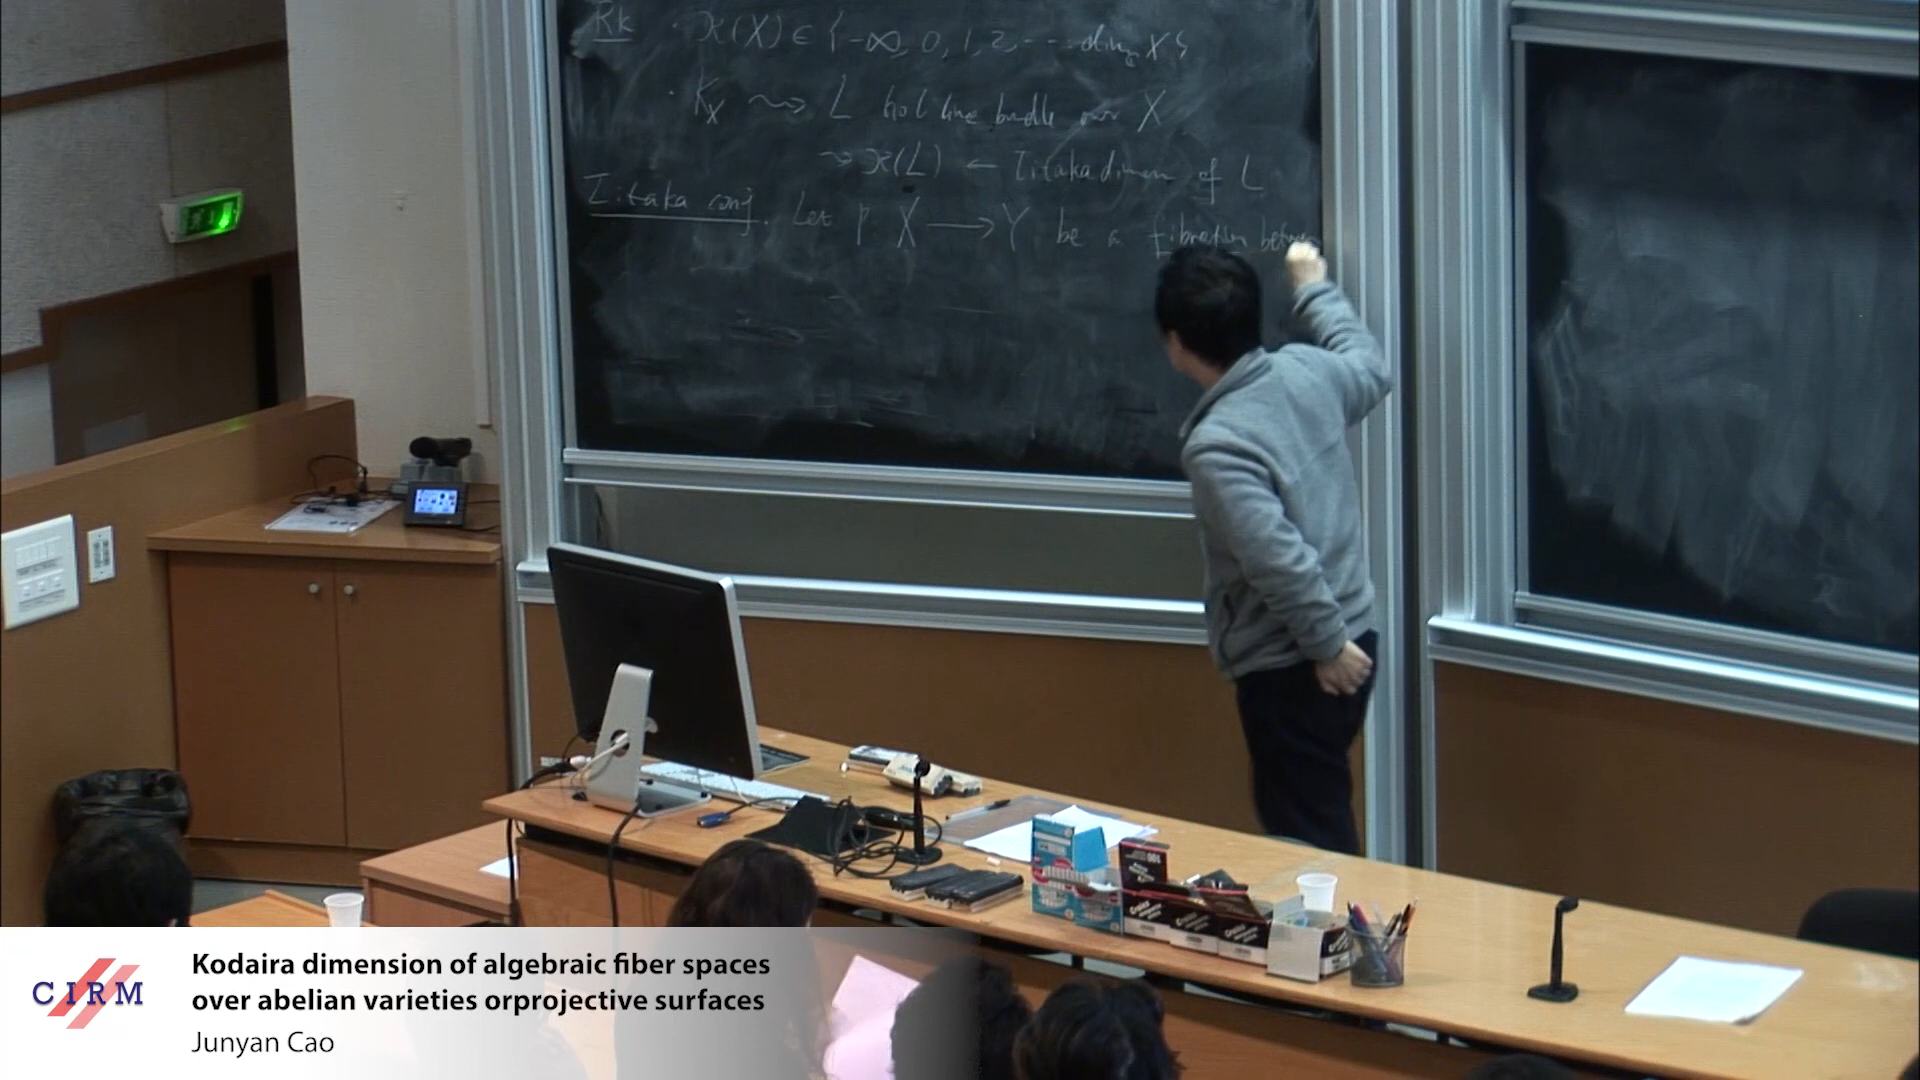 Rk · ϰ(X) ∈ {-∞, 0, 1, 2, ... dim X}
· K_X ⇝ L hol line bundle over X
⇝ ϰ(L) ← Iitaka dimen of L
Iitaka conj. Let p: X → Y be a fibration between
CIRM
Kodaira dimension of algebraic fiber spaces
over abelian varieties orprojective surfaces
Junyan Cao